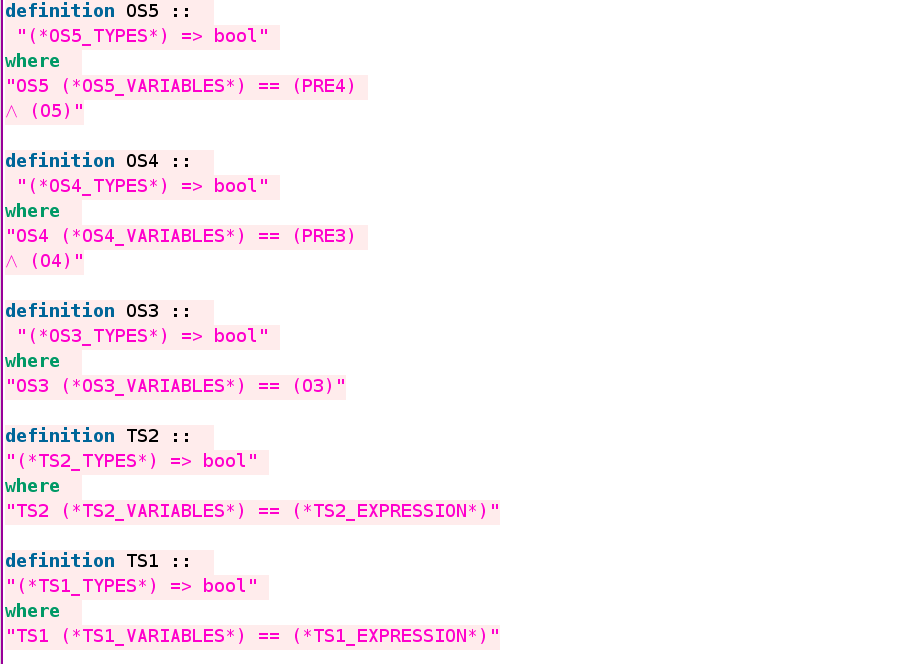 definition OS5 ::
"(*OS5_TYPES*) => bool"
where
"OS5 (*OS5_VARIABLES*) == (PRE4)
∧ (O5)"
definition OS4 ::
"(*OS4_TYPES*) => bool"
where
"OS4 (*OS4_VARIABLES*) == (PRE3)
∧ (O4)"
definition OS3 ::
"(*OS3_TYPES*) => bool"
where
"OS3 (*OS3_VARIABLES*) == (O3)"
definition TS2 ::
"(*TS2_TYPES*) => bool"
where
"TS2 (*TS2_VARIABLES*) == (*TS2_EXPRESSION*)"
definition TS1 ::
"(*TS1_TYPES*) => bool"
where
"TS1 (*TS1_VARIABLES*) == (*TS1_EXPRESSION*)"